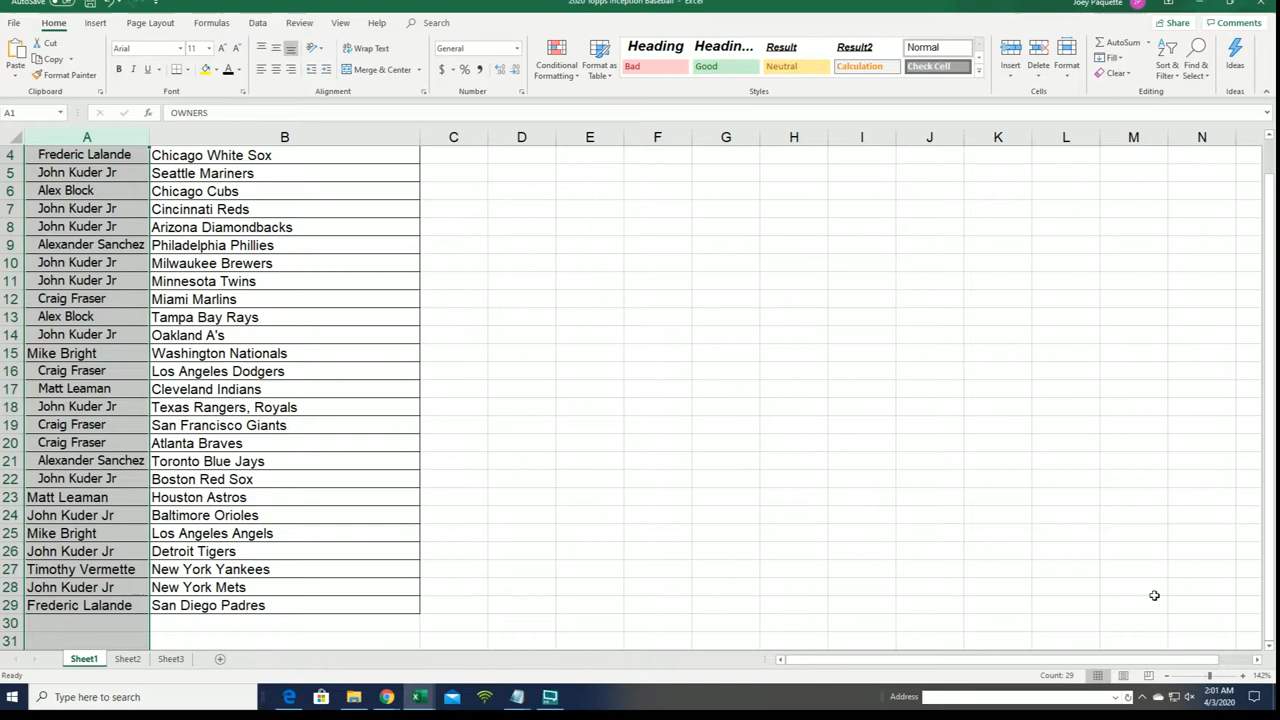 AutoSave Off 2020 Topps Inception Baseball - Excel Joey Paquette JP
File Home Insert Page Layout Formulas Data Review View Help Search Share Comments
Paste Cut Copy Format Painter Clipboard
Arial 11 A A B I U A Font
Wrap Text Merge & Center Alignment
General $ % , Number
Conditional Formatting Format as Table
Heading Headin... Result Result2 Normal
Bad Good Neutral Calculation Check Cell
Styles
Insert Delete Format Cells
AutoSum Fill Clear Sort & Filter Find & Select Editing
Ideas Ideas
A1 fx OWNERS
A B C D E F G H I J K L M N
4 Frederic Lalande Chicago White Sox
5 John Kuder Jr Seattle Mariners
6 Alex Block Chicago Cubs
7 John Kuder Jr Cincinnati Reds
8 John Kuder Jr Arizona Diamondbacks
9 Alexander Sanchez Philadelphia Phillies
10 John Kuder Jr Milwaukee Brewers
11 John Kuder Jr Minnesota Twins
12 Craig Fraser Miami Marlins
13 Alex Block Tampa Bay Rays
14 John Kuder Jr Oakland A's
15 Mike Bright Washington Nationals
16 Craig Fraser Los Angeles Dodgers
17 Matt Leaman Cleveland Indians
18 John Kuder Jr Texas Rangers, Royals
19 Craig Fraser San Francisco Giants
20 Craig Fraser Atlanta Braves
21 Alexander Sanchez Toronto Blue Jays
22 John Kuder Jr Boston Red Sox
23 Matt Leaman Houston Astros
24 John Kuder Jr Baltimore Orioles
25 Mike Bright Los Angeles Angels
26 John Kuder Jr Detroit Tigers
27 Timothy Vermette New York Yankees
28 John Kuder Jr New York Mets
29 Frederic Lalande San Diego Padres
30
31
Sheet1 Sheet2 Sheet3
Ready Count: 29 142%
Type here to search Address 2:01 AM
4/3/2020